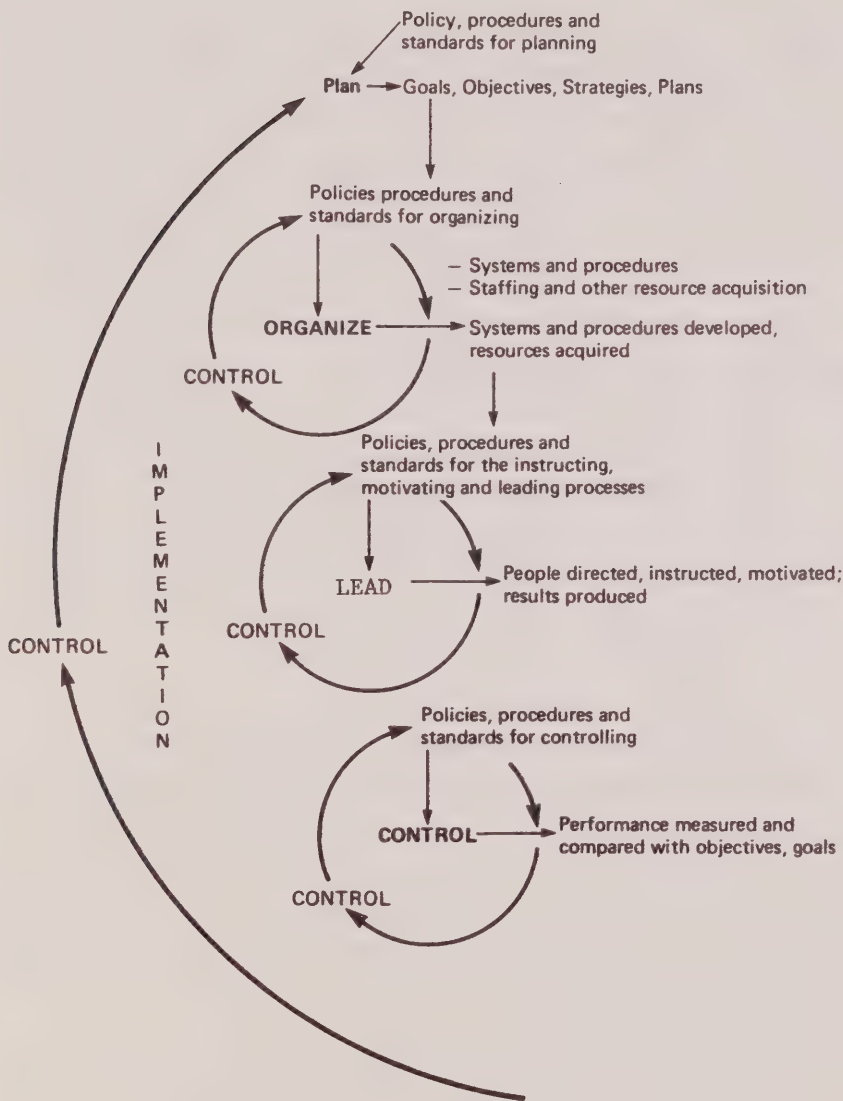 Policy, procedures and
standards for planning
Plan
Goals, Objectives, Strategies, Plans
Policies procedures and
standards for organizing
– Systems and procedures
– Staffing and other resource acquisition
ORGANIZE
Systems and procedures developed,
resources acquired
CONTROL
Policies, procedures and
standards for the instructing,
motivating and leading processes
IMPLEMENTATION
LEAD
People directed, instructed, motivated;
results produced
CONTROL
CONTROL
Policies, procedures and
standards for controlling
CONTROL
Performance measured and
compared with objectives, goals
CONTROL